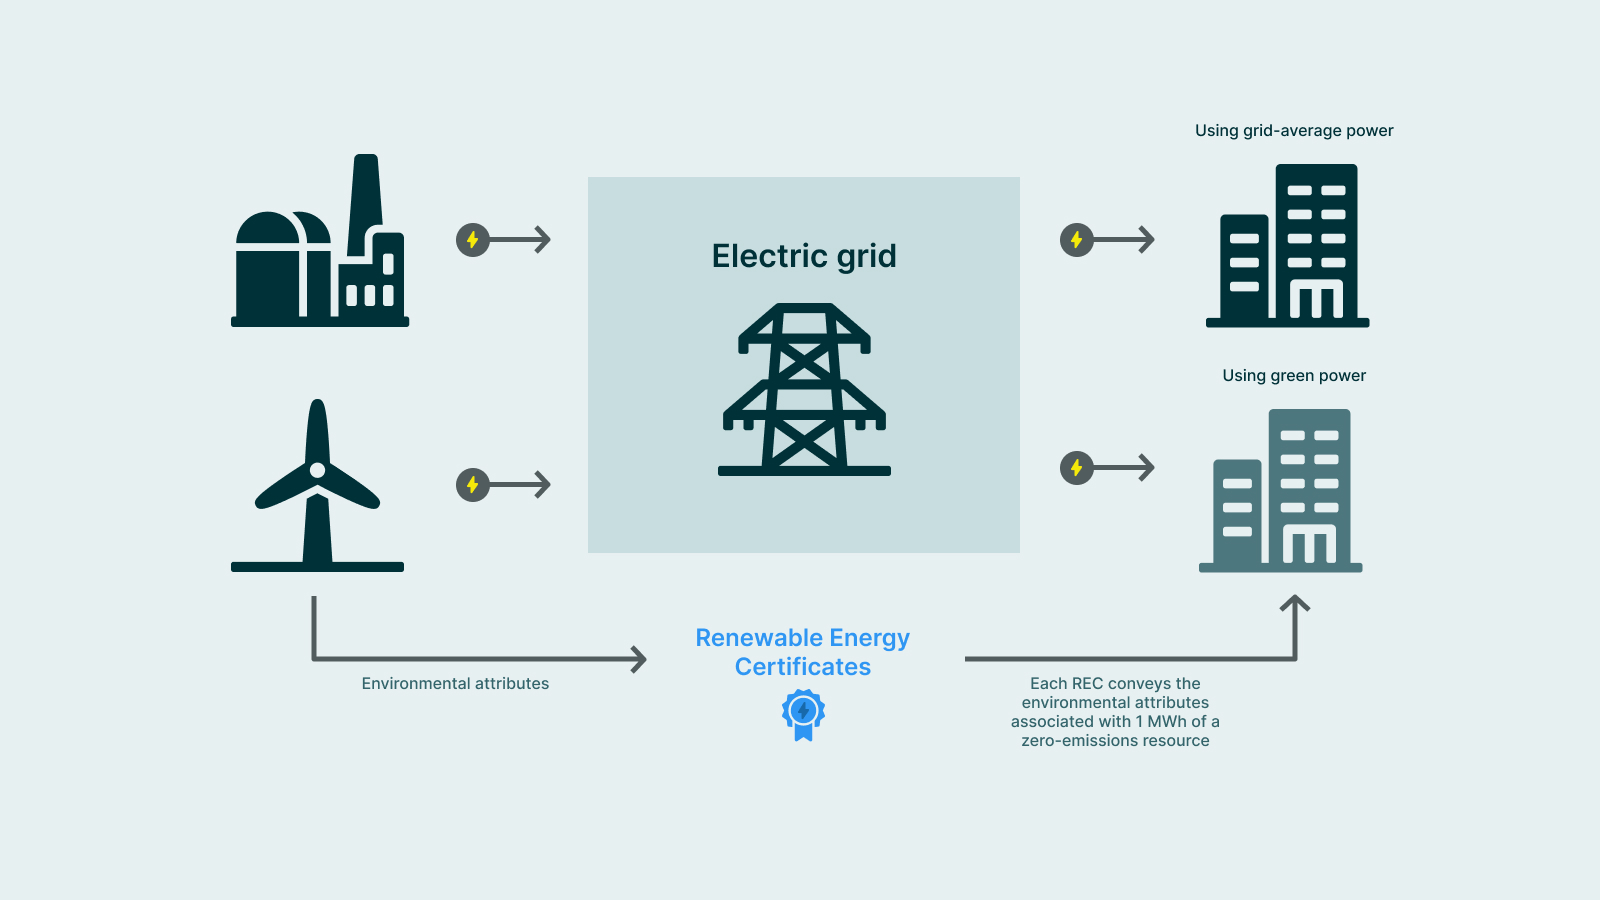 Using grid-average power
Electric grid
Using green power
Renewable Energy
Certificates
Environmental attributes
Each REC conveys the
environmental attributes
associated with 1 MWh of a
zero-emissions resource